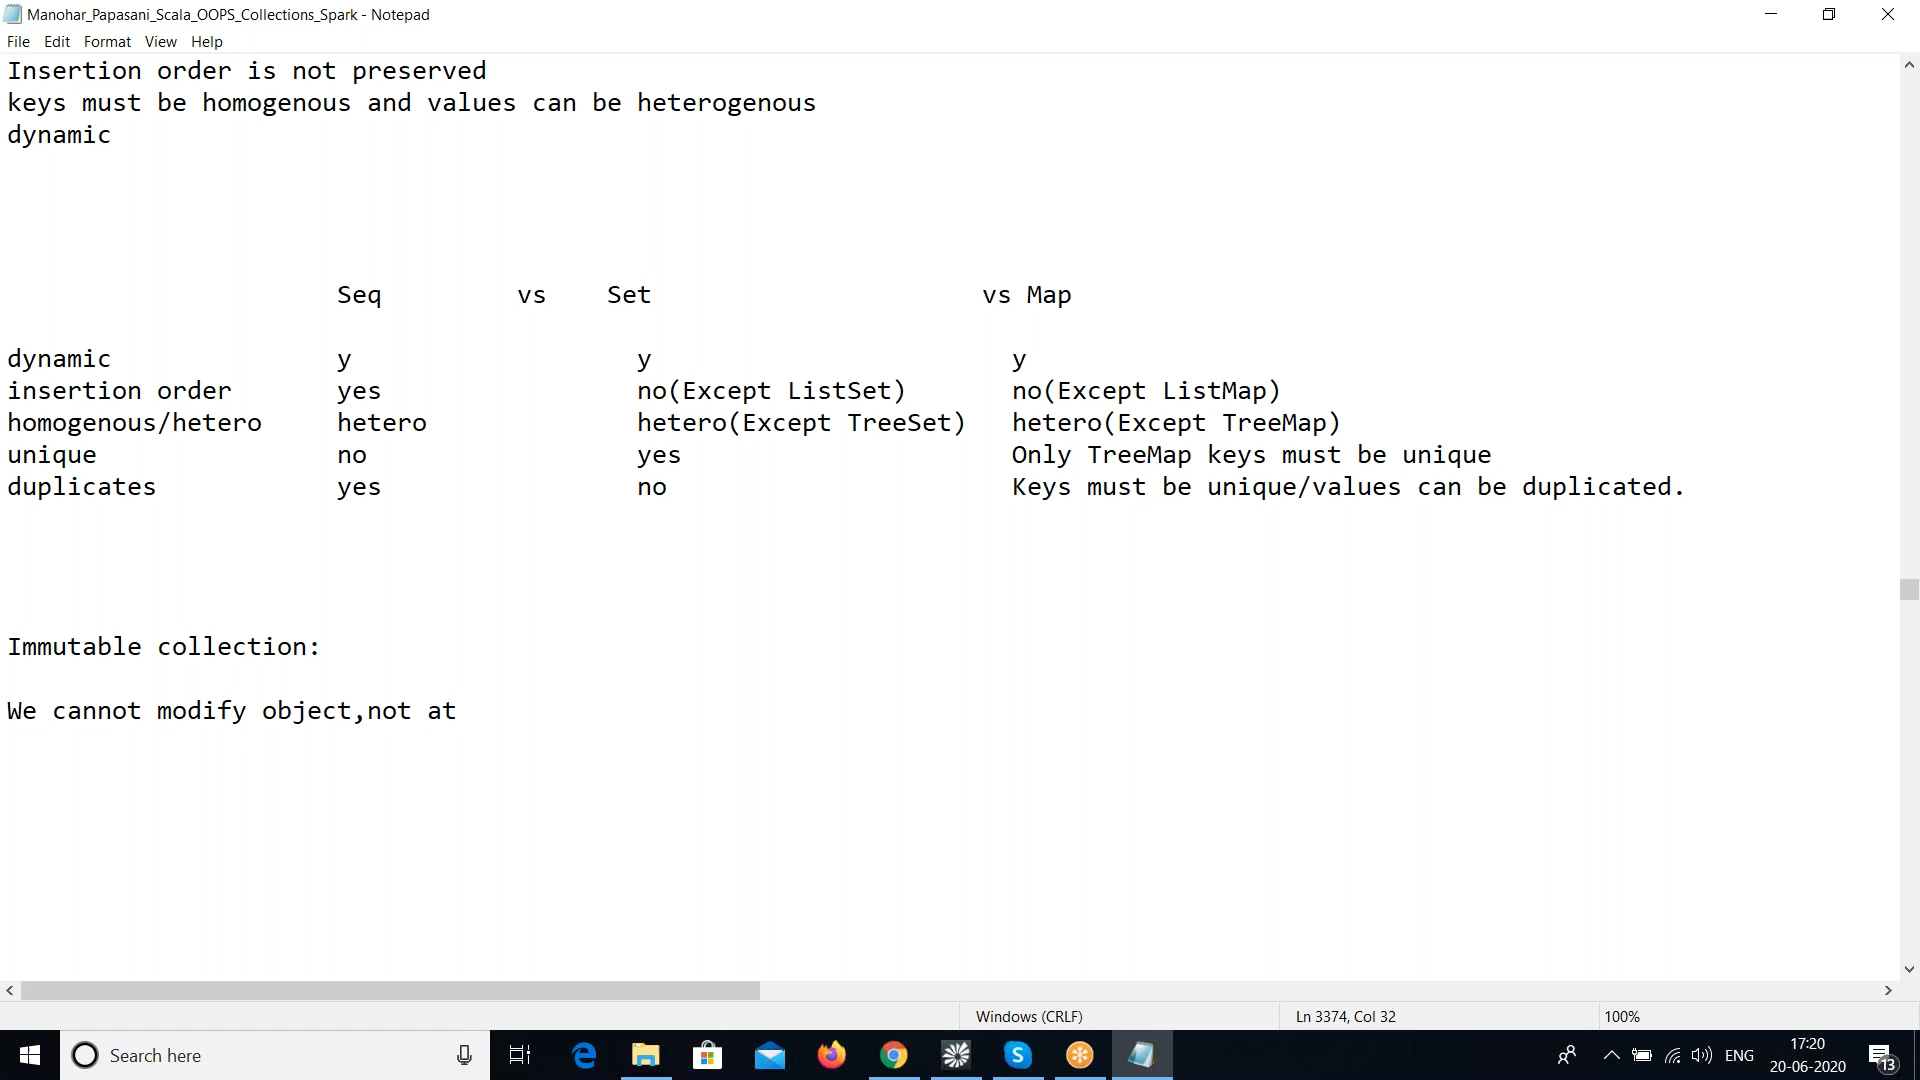 Manohar_Papasani_Scala_OOPS_Collections_Spark - Notepad
File Edit Format View Help
Insertion order is not preserved
keys must be homogenous and values can be heterogenous
dynamic
Seq vs Set vs Map
dynamic y y y
insertion order yes no(Except ListSet) no(Except ListMap)
homogenous/hetero hetero hetero(Except TreeSet) hetero(Except TreeMap)
unique no yes Only TreeMap keys must be unique
duplicates yes no Keys must be unique/values can be duplicated.
Immutable collection:
We cannot modify object,not at
Windows (CRLF) Ln 3374, Col 32 100%
Search here ENG 17:20
20-06-2020 13